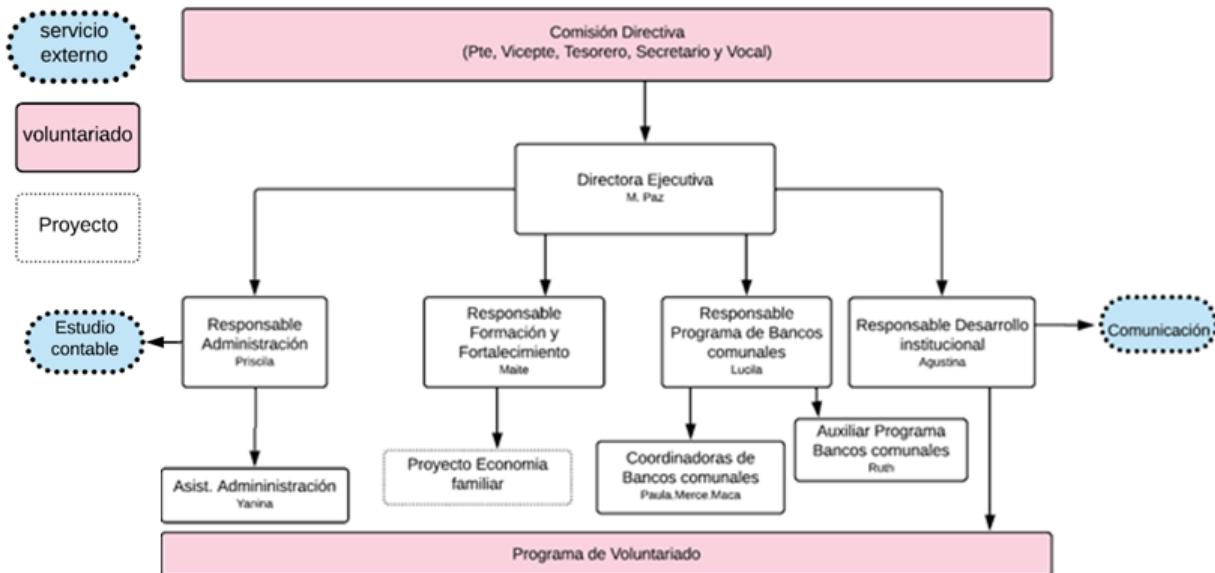 servicio
externo
voluntariado
Proyecto
Comisión Directiva
(Pte, Vicepte, Tesorero, Secretario y Vocal)
Directora Ejecutiva
M. Paz
Estudio
contable
Responsable
Administración
Priscila
Responsable
Formación y
Fortalecimiento
Maite
Responsable
Programa de Bancos
comunales
Lucila
Responsable Desarrollo
institucional
Agustina
Comunicación
Asist. Admininistración
Yanina
Proyecto Economia
familiar
Coordinadoras de
Bancos comunales
Paula.Merce.Maca
Auxiliar Programa
Bancos comunales
Ruth
Programa de Voluntariado